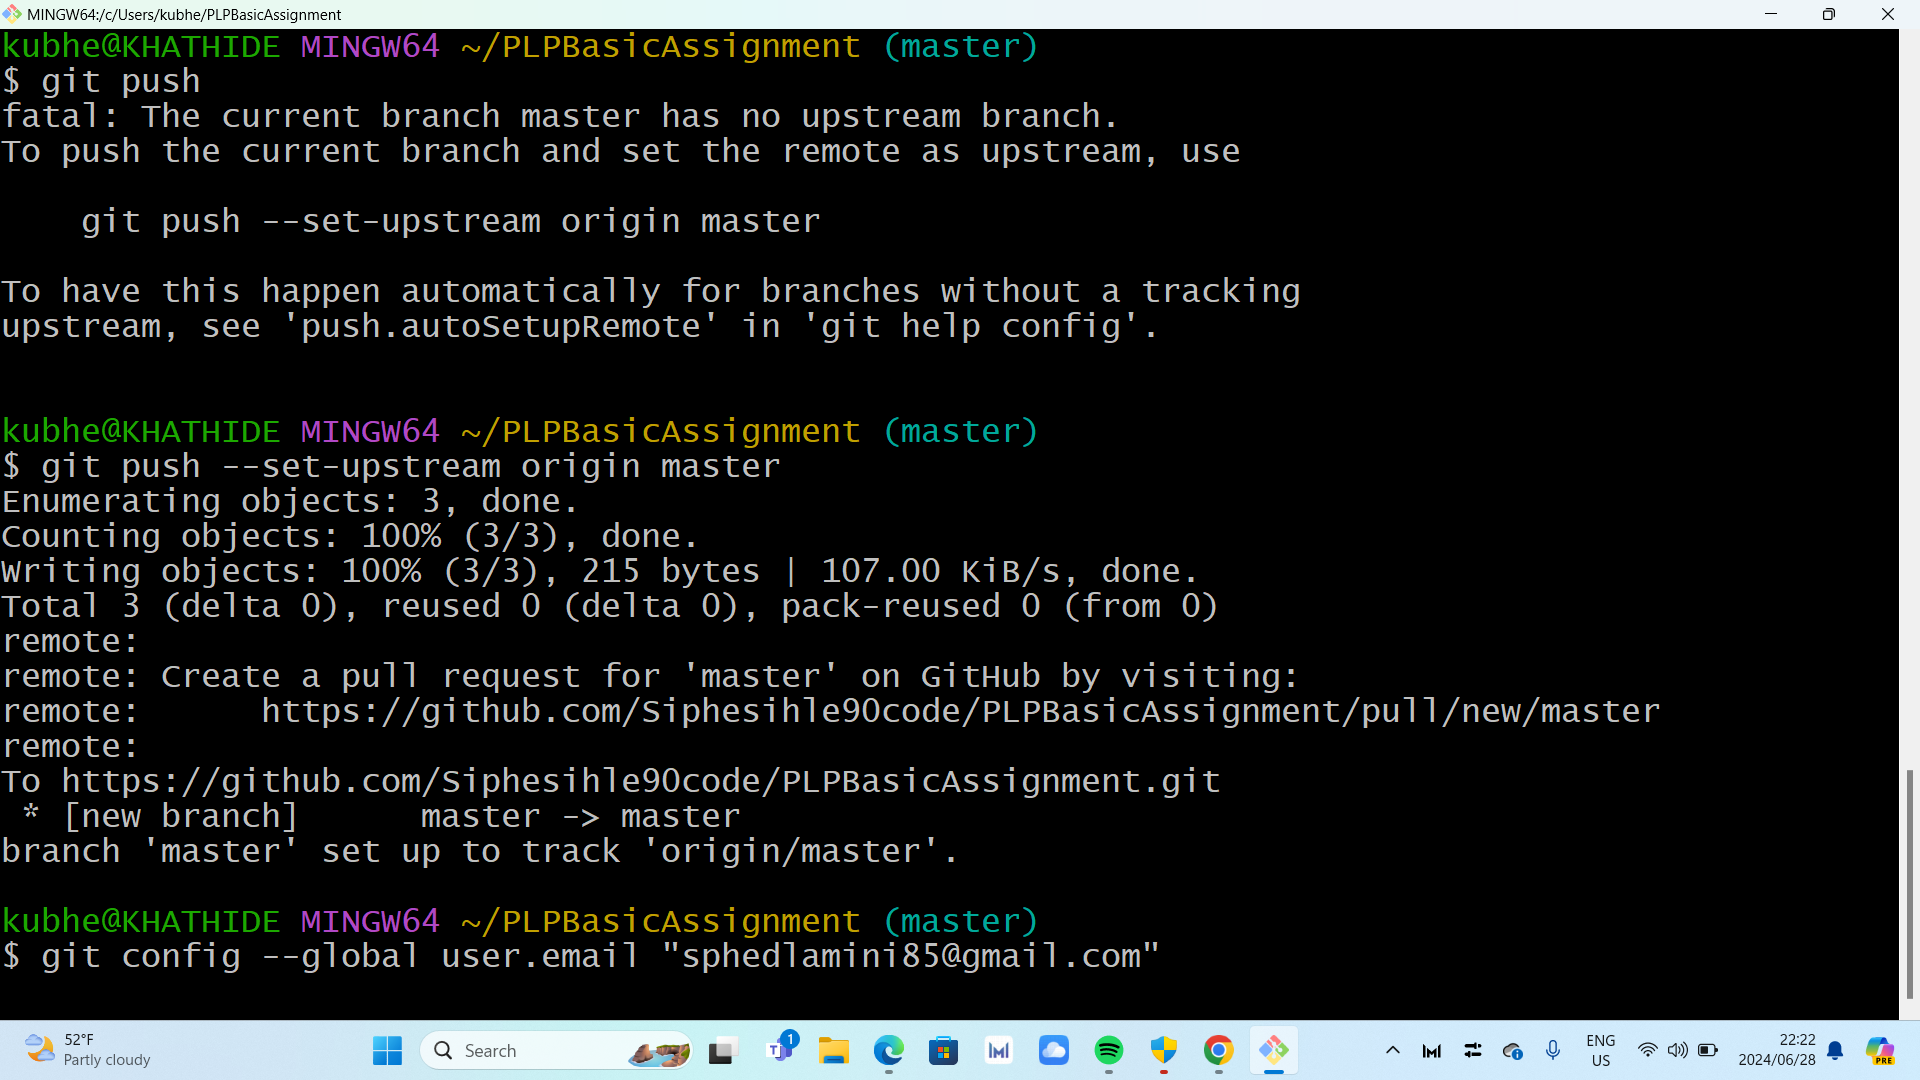 MINGW64:/c/Users/kubhe/PLPBasicAssignment
kubhe@KHATHIDE MINGW64 ~/PLPBasicAssignment (master)
$ git push
fatal: The current branch master has no upstream branch.
To push the current branch and set the remote as upstream, use
    git push --set-upstream origin master
To have this happen automatically for branches without a tracking
upstream, see 'push.autoSetupRemote' in 'git help config'.
kubhe@KHATHIDE MINGW64 ~/PLPBasicAssignment (master)
$ git push --set-upstream origin master
Enumerating objects: 3, done.
Counting objects: 100% (3/3), done.
Writing objects: 100% (3/3), 215 bytes | 107.00 KiB/s, done.
Total 3 (delta 0), reused 0 (delta 0), pack-reused 0 (from 0)
remote:
remote: Create a pull request for 'master' on GitHub by visiting:
remote:      https://github.com/Siphesihle90code/PLPBasicAssignment/pull/new/master
remote:
To https://github.com/Siphesihle90code/PLPBasicAssignment.git
 * [new branch]      master -> master
branch 'master' set up to track 'origin/master'.
kubhe@KHATHIDE MINGW64 ~/PLPBasicAssignment (master)
$ git config --global user.email "sphedlamini85@gmail.com"
52°F
Partly cloudy
Search
1
ENG
US
22:22
2024/06/28
PRE